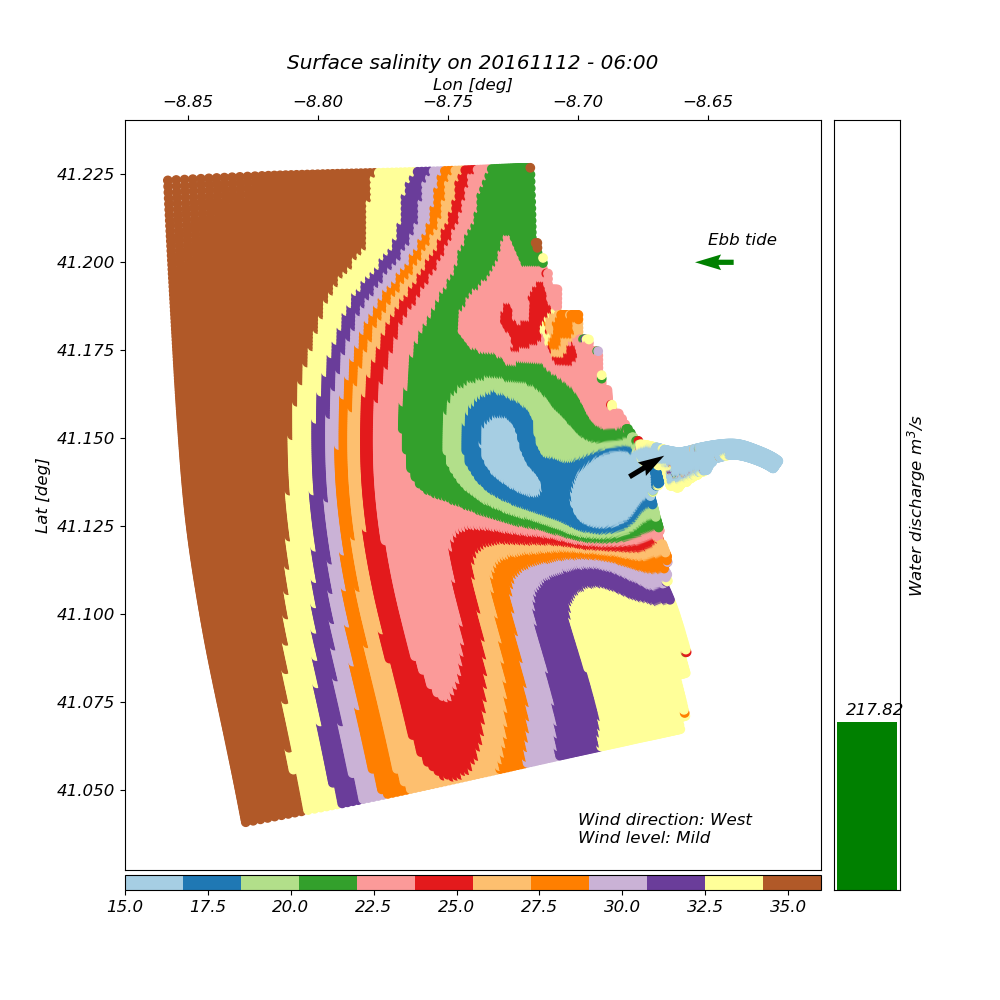 Surface salinity on 20161112 - 06:00
Lon [deg]
−8.85 −8.80 −8.75 −8.70 −8.65
41.225
41.200
41.175
41.150
41.125
41.100
41.075
41.050
Lat [deg]
Ebb tide
Wind direction: West
Wind level: Mild
15.0 17.5 20.0 22.5 25.0 27.5 30.0 32.5 35.0
217.82
Water discharge m³/s